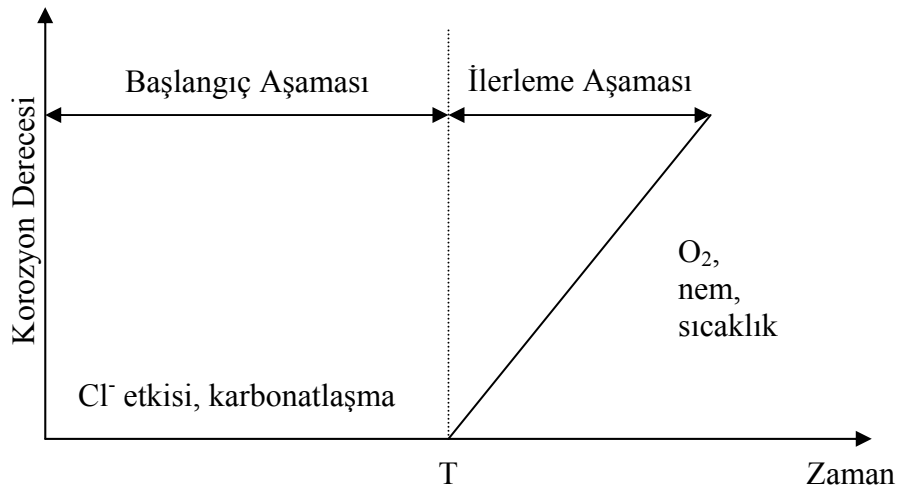 Başlangıç Aşaması
İlerleme Aşaması
Korozyon Derecesi
O₂,
nem,
sıcaklık
Cl⁻ etkisi, karbonatlaşma
T
Zaman